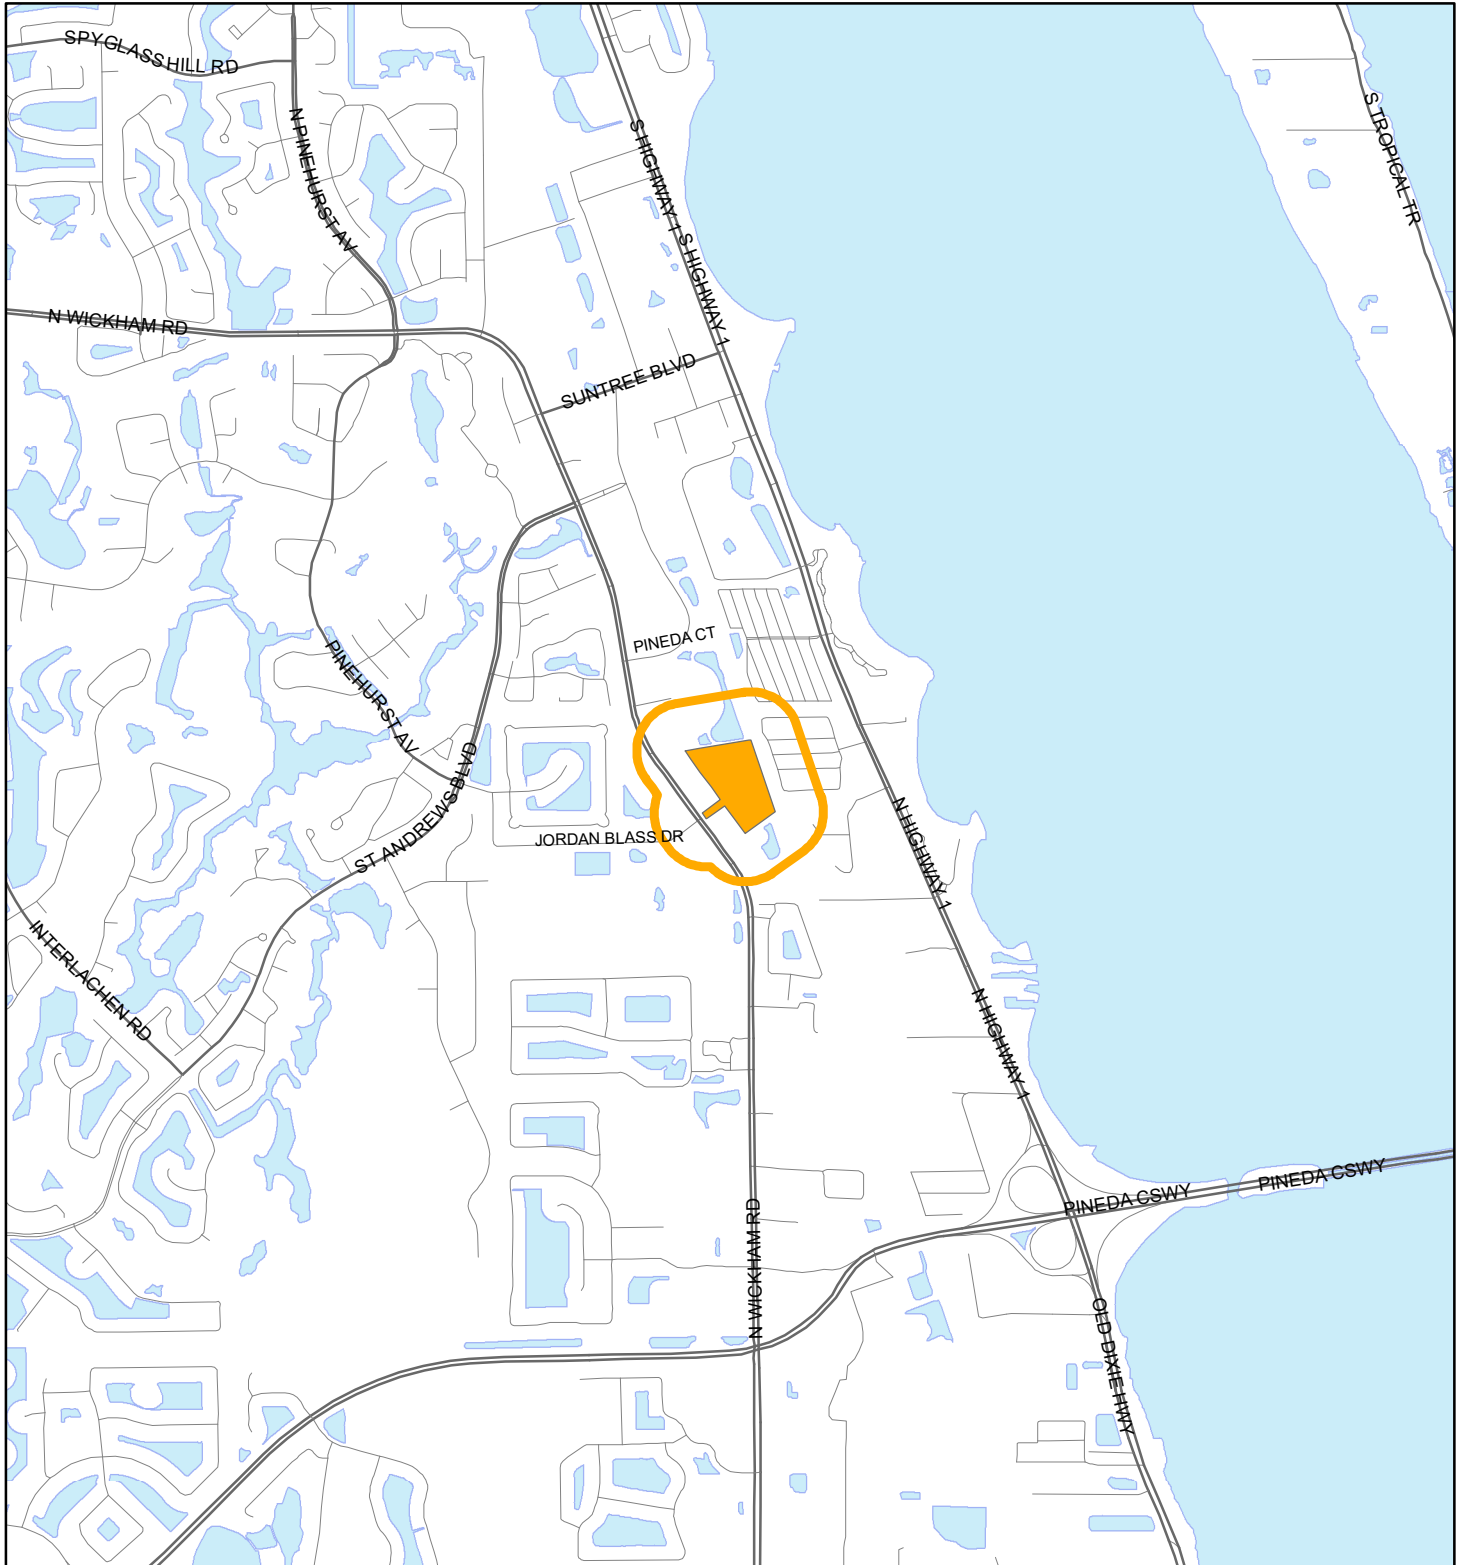 SPYGLASS HILL RD
N PINEHURST AV
S HIGHWAY 1
S TROPICAL TR
S HIGHWAY 1
N WICKHAM RD
SUNTREE BLVD
PINEDA CT
PINEHURST AV
ST ANDREWS BLVD
JORDAN BLASS DR
N HIGHWAY 1
INTERLACHEN RD
N HIGHWAY 1
PINEDA CSWY
PINEDA CSWY
N WICKHAM RD
OLD DIXIE HWY